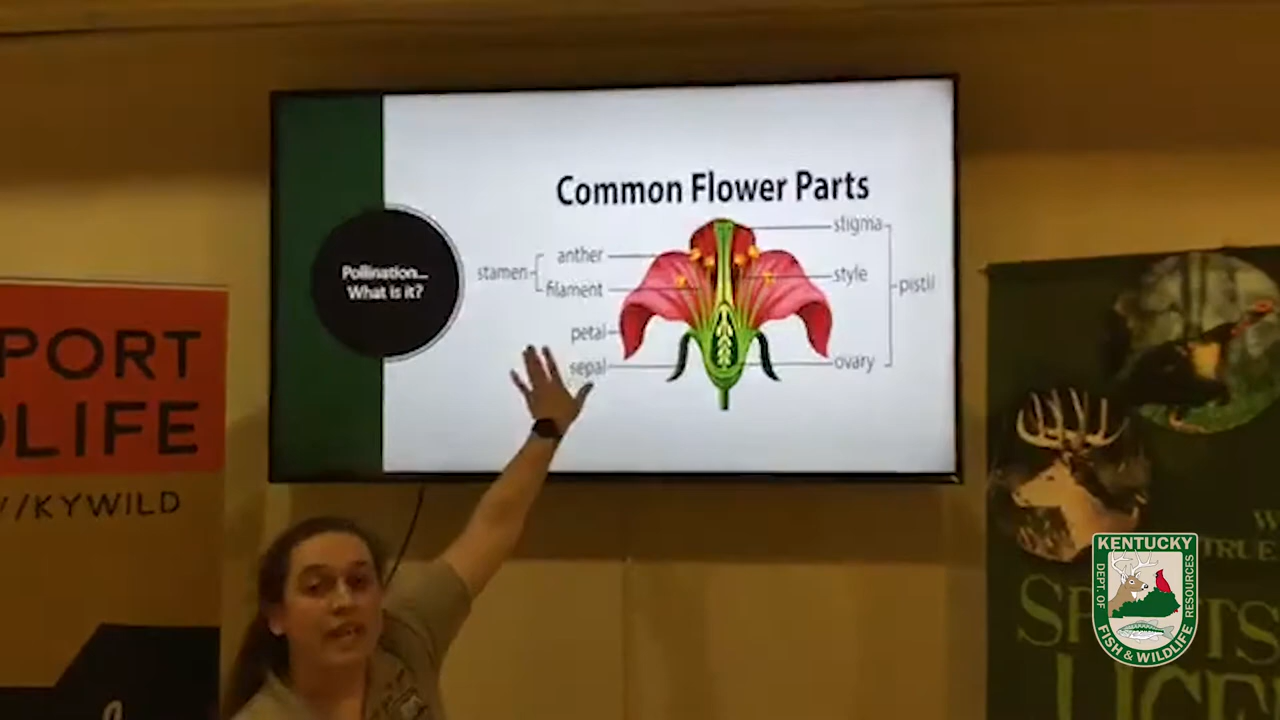 Common Flower Parts
Pollination...
What is it?
stamen
anther
filament
petal
sepal
stigma
style
pistil
ovary
PORT
LIFE
//KYWILD
TRUE
KENTUCKY
DEPT. OF
FISH & WILDLIFE
RESOURCES